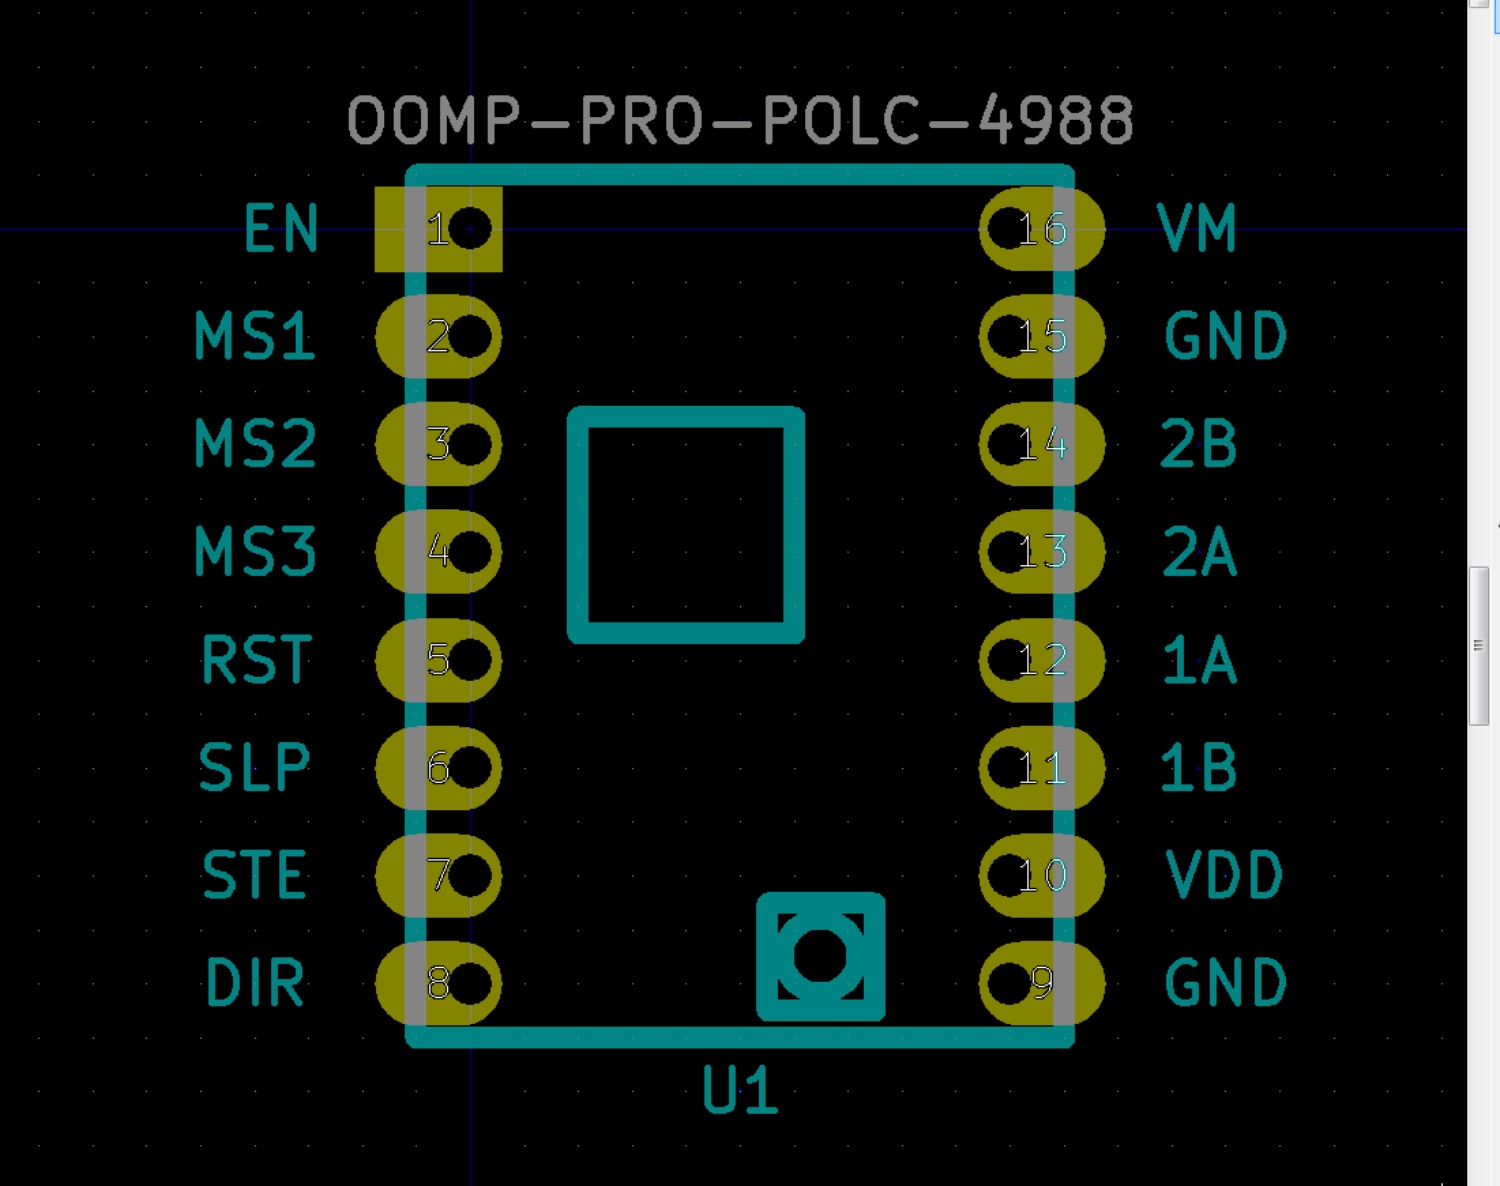 OOMP-PRO-POLC-4988
EN 1 16 VM
MS1 2 15 GND
MS2 3 14 2B
MS3 4 13 2A
RST 5 12 1A
SLP 6 11 1B
STE 7 10 VDD
DIR 8 9 GND
U1